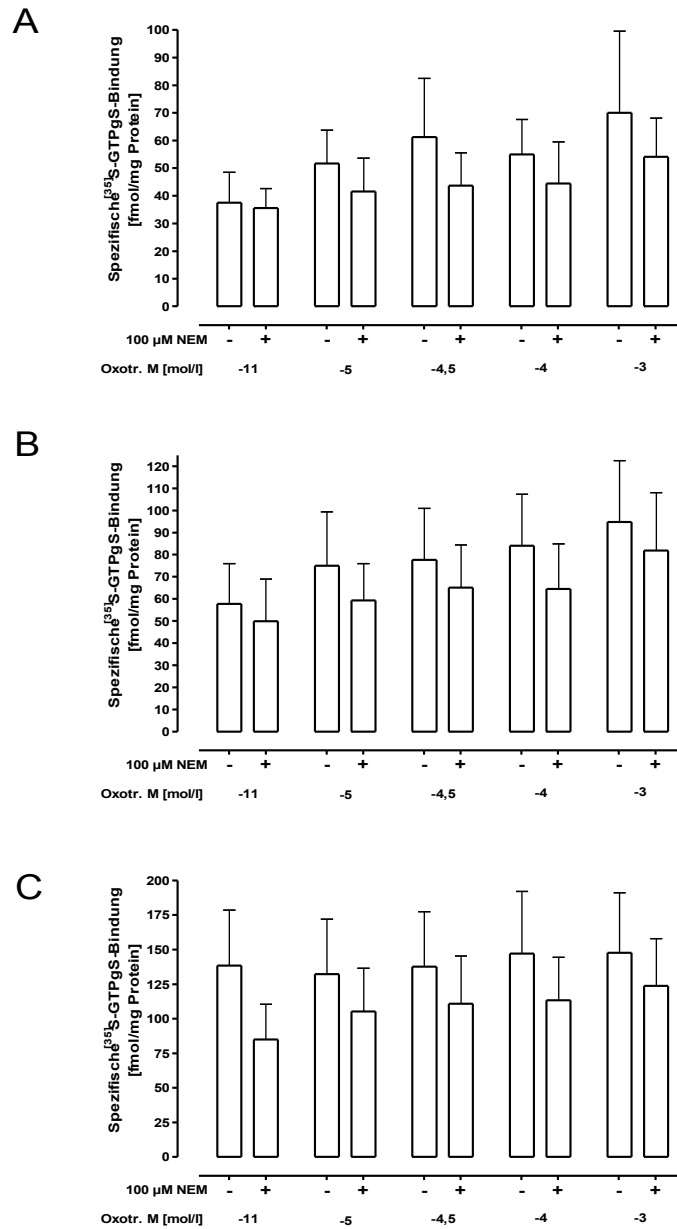 A
Spezifische [35]S-GTPgS-Bindung
[fmol/mg Protein]
100
90
80
70
60
50
40
30
20
10
0
100 µM NEM - + - + - + - + - +
Oxotr. M [mol/l] -11 -5 -4,5 -4 -3
B
Spezifische [35]S-GTPgS-Bindung
[fmol/mg Protein]
120
110
100
90
80
70
60
50
40
30
20
10
0
100 µM NEM - + - + - + - + - +
Oxotr. M [mol/l] -11 -5 -4,5 -4 -3
C
Spezifische [35]S-GTPgS-Bindung
[fmol/mg Protein]
200
175
150
125
100
75
50
25
0
100 µM NEM - + - + - + - + - +
Oxotr. M [mol/l] -11 -5 -4,5 -4 -3